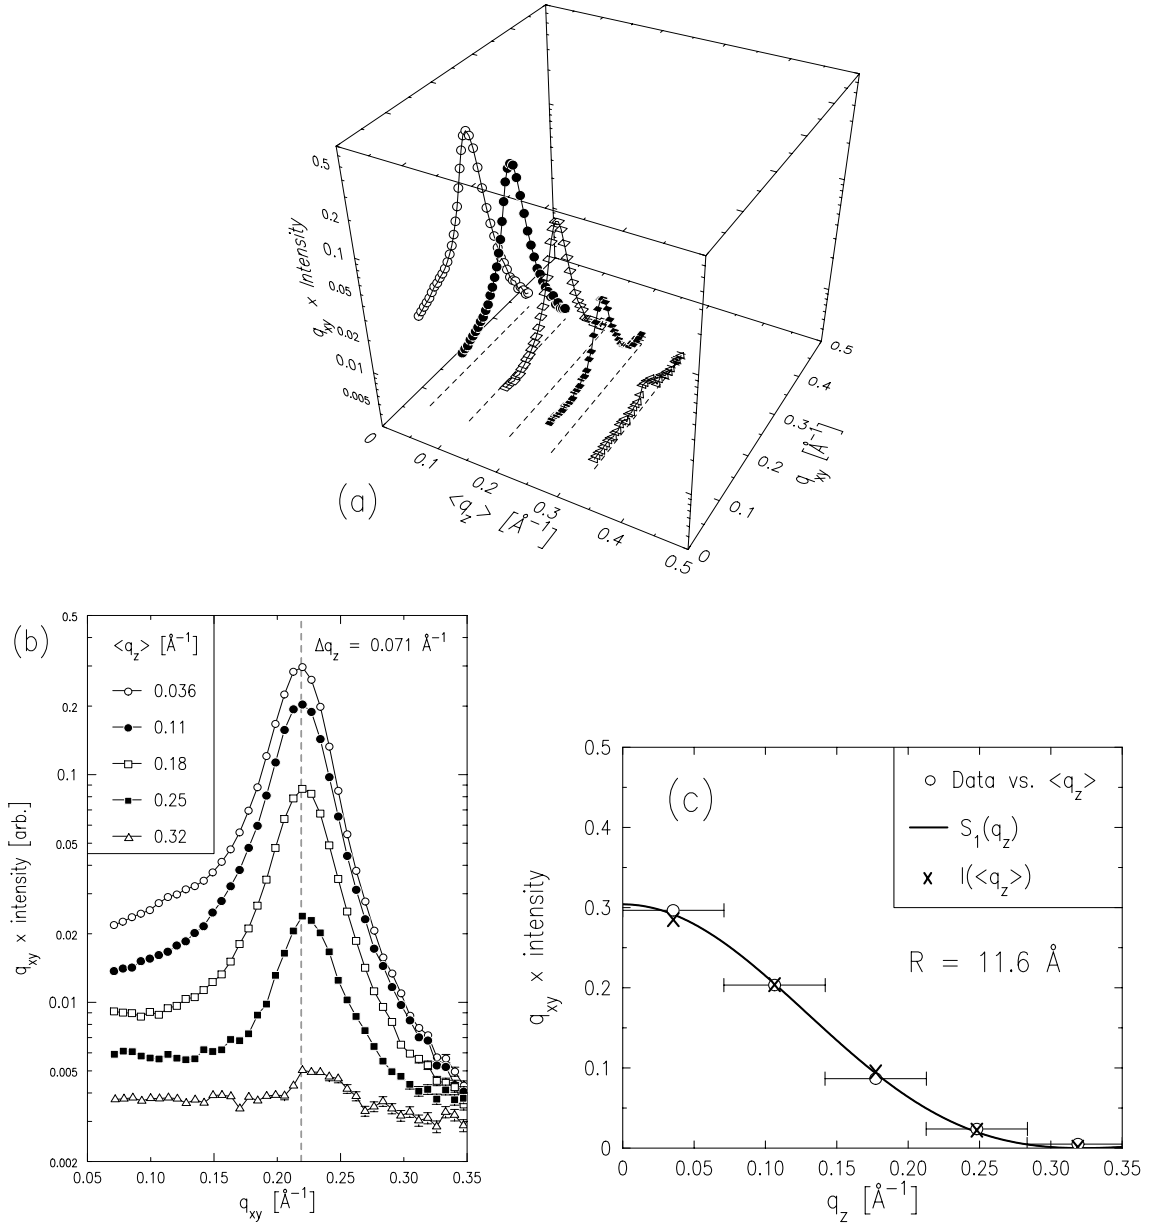 0.5
0.2
0.1
0.05
0.02
0.01
0.005
q_xy × Intensity
0
0.1
0.2
0.3
0.4
0.5
<q_z> [Å⁻¹]
0
0.1
0.2
0.3
0.4
0.5
q_xy [Å⁻¹]
(a)
(b)
0.5
0.2
0.1
0.05
0.02
0.01
0.005
0.002
q_xy × intensity [arb.]
<q_z> [Å⁻¹]
0.036
0.11
0.18
0.25
0.32
Δq_z = 0.071 Å⁻¹
0.05 0.10 0.15 0.20 0.25 0.30 0.35
q_xy [Å⁻¹]
(c)
0.5
0.4
0.3
0.2
0.1
0
q_xy × intensity
Data vs. <q_z>
S_1(q_z)
I(<q_z>)
R = 11.6 Å
0 0.05 0.10 0.15 0.20 0.25 0.30 0.35
q_z [Å⁻¹]